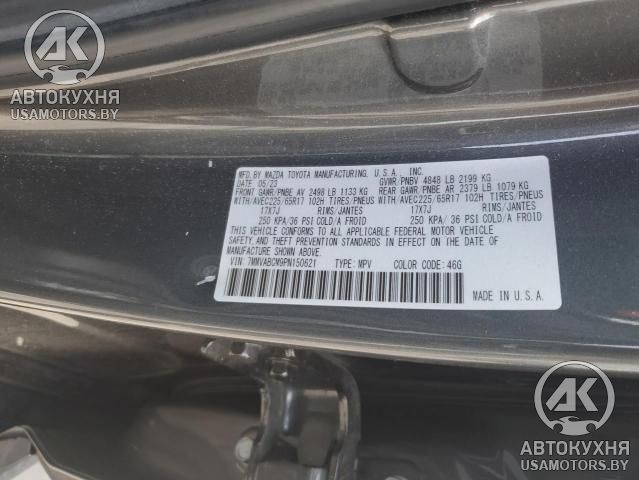 AK
АВТОКУХНЯ
USAMOTORS.BY
MFD.BY MAZDA TOYOTA MANUFACTURING, U.S.A., INC.
DATE 05/23 GVWR/PNBV 4848 LB 2199 KG
FRONT GAWR/PNBE AV 2498 LB 1133 KG REAR GAWR/PNBE AR 2379 LB 1079 KG
WITH/AVEC225/65R17 102H TIRES/PNEUS WITH/AVEC225/65R17 102H TIRES/PNEUS
17X7J RIMS/JANTES 17X7J RIMS/JANTES
250 KPA/36 PSI COLD/A FROID 250 KPA/ 36 PSI COLD/A FROID
THIS VEHICLE CONFORMS TO ALL APPLICABLE FEDERAL MOTOR VEHICLE
SAFETY, AND THEFT PREVENTION STANDARDS IN EFFECT ON THE DATE OF
MANUFACTURE SHOWN ABOVE.
VIN: 7MMVABCM9PN150621 TYPE: MPV COLOR CODE: 46G
MADE IN U.S.A.
AK
АВТОКУХНЯ
USAMOTORS.BY